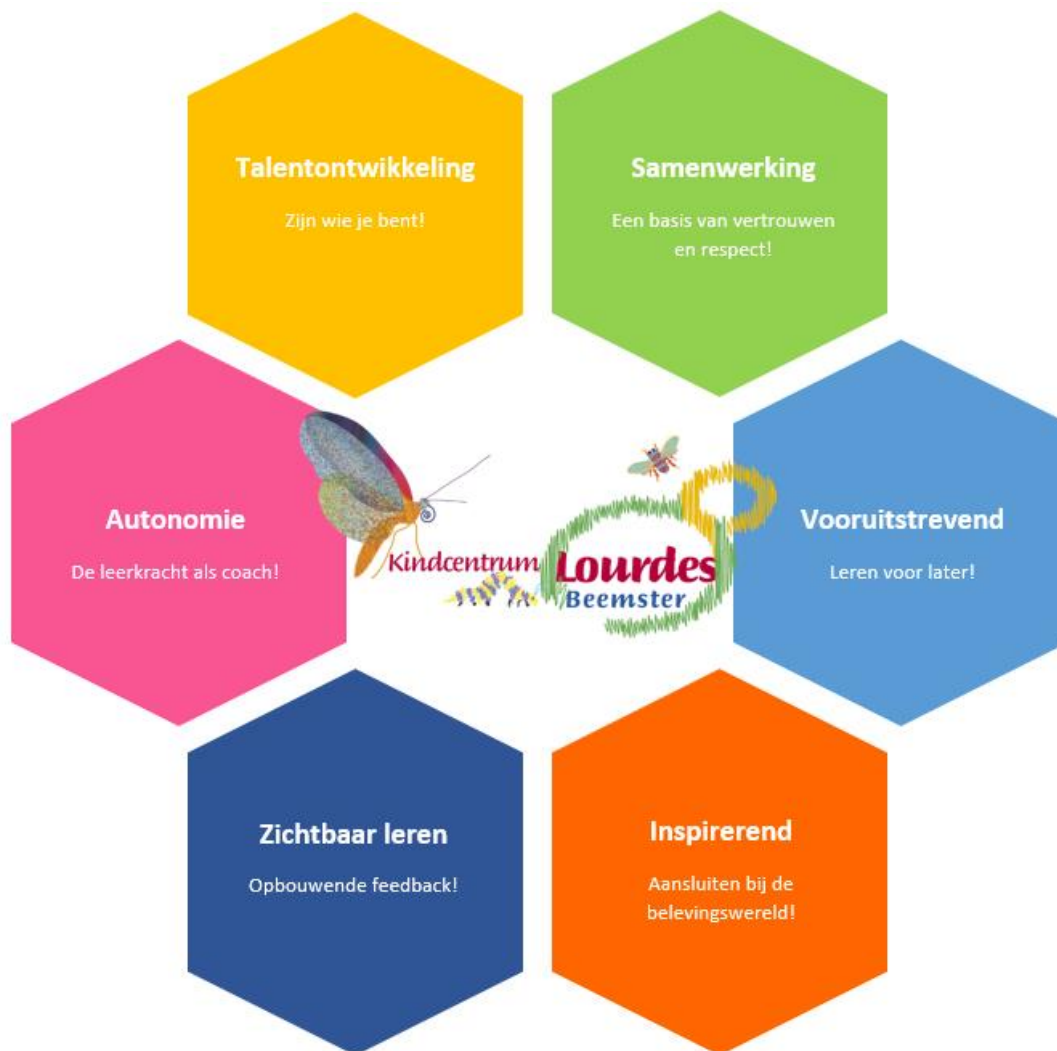 Talentontwikkeling
Zijn wie je bent!
Samenwerking
Een basis van vertrouwen
en respect!
Autonomie
De leerkracht als coach!
Kindcentrum Lourdes
Beemster
Vooruitstrevend
Leren voor later!
Zichtbaar leren
Opbouwende feedback!
Inspirerend
Aansluiten bij de
belevingswereld!